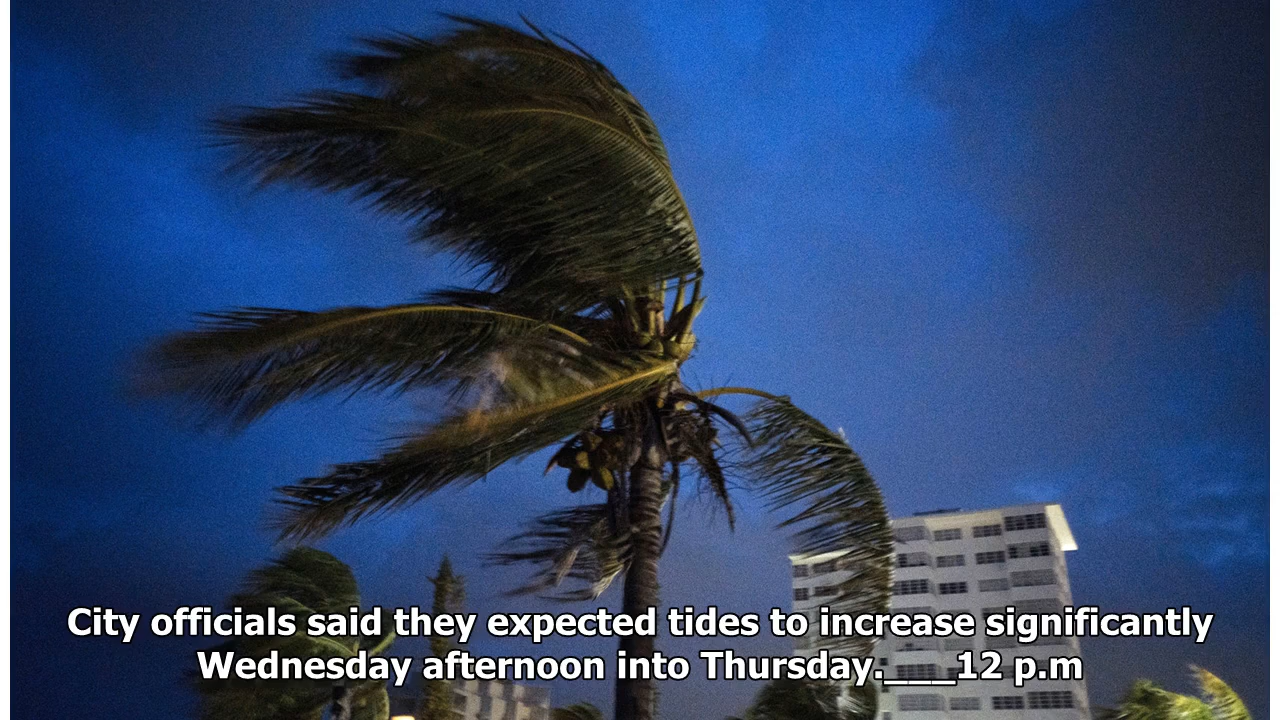 City officials said they expected tides to increase significantly
Wednesday afternoon into Thursday.___12 p.m